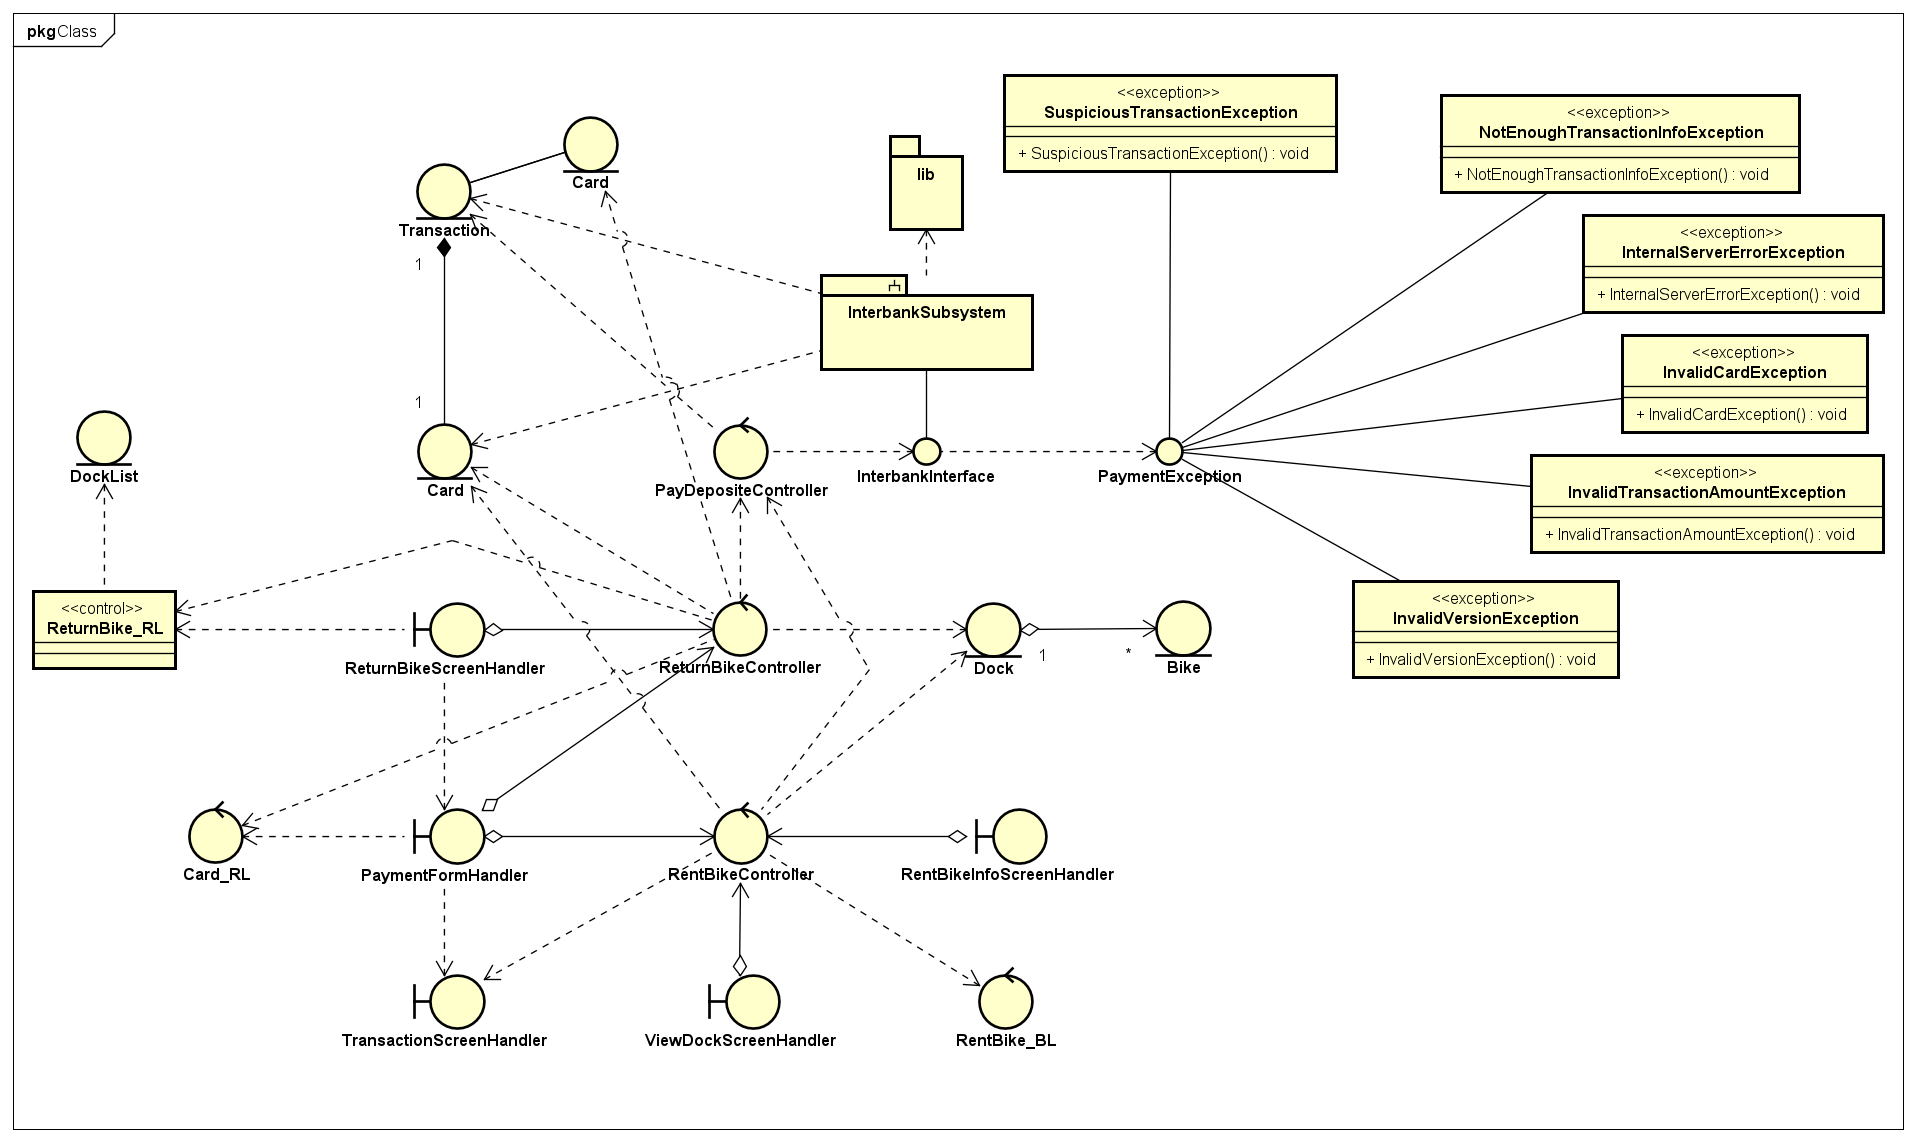 pkg Class
<<exception>>
SuspiciousTransactionException
+ SuspiciousTransactionException() : void
<<exception>>
NotEnoughTransactionInfoException
+ NotEnoughTransactionInfoException() : void
Card
lib
Transaction
<<exception>>
InternalServerErrorException
+ InternalServerErrorException() : void
1
InterbankSubsystem
<<exception>>
InvalidCardException
+ InvalidCardException() : void
1
DockList
Card
PayDepositeController
InterbankInterface
PaymentException
<<exception>>
InvalidTransactionAmountException
+ InvalidTransactionAmountException() : void
<<control>>
ReturnBike_RL
<<exception>>
InvalidVersionException
+ InvalidVersionException() : void
ReturnBikeScreenHandler
ReturnBikeController
Dock
1
*
Bike
Card_RL
PaymentFormHandler
RentBikeController
RentBikeInfoScreenHandler
TransactionScreenHandler
ViewDockScreenHandler
RentBike_BL